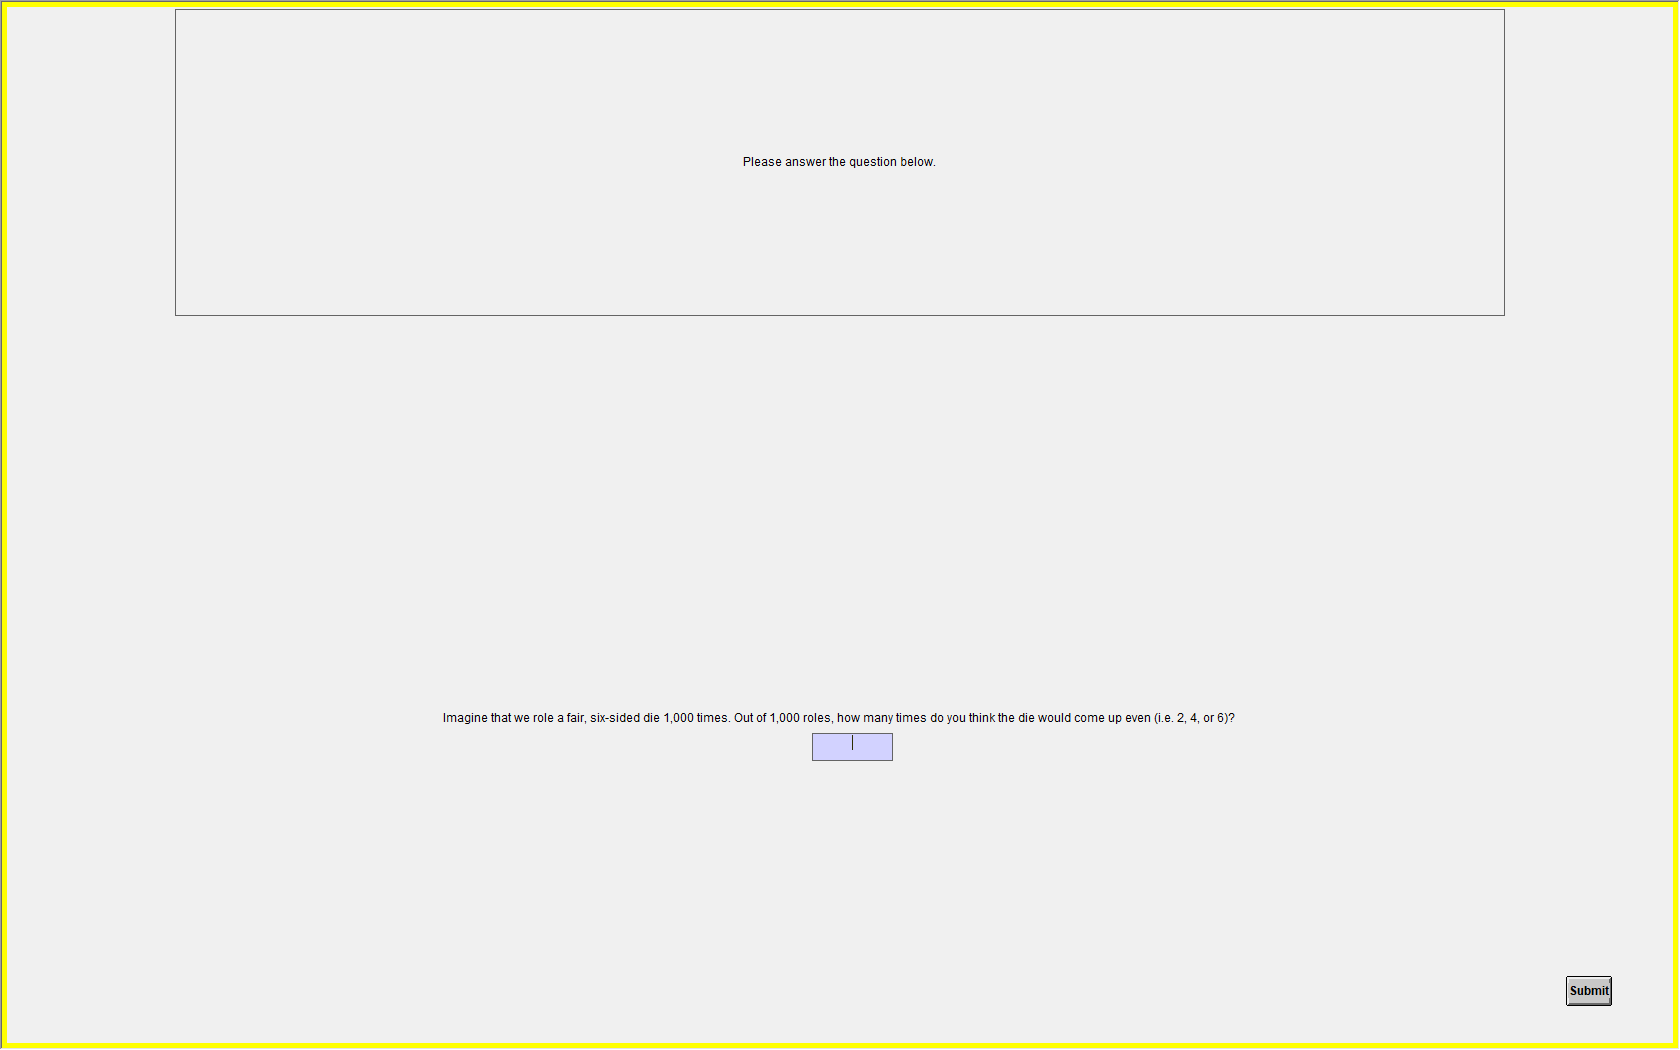 Please answer the question below.
Imagine that we role a fair, six-sided die 1,000 times. Out of 1,000 roles, how many times do you think the die would come up even (i.e. 2, 4, or 6)?
Submit